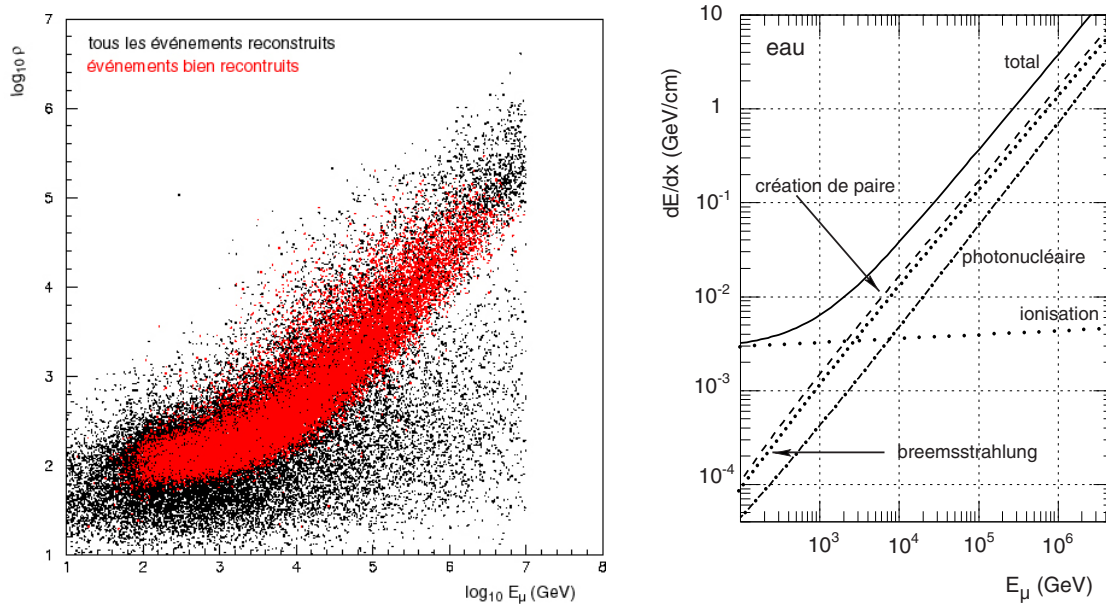 7
6
5
4
3
2
1
log₁₀ ρ
tous les événements reconstruits
événements bien recontruits
1 2 3 4 5 6 7 8
log₁₀ Eμ (GeV)
10
1
10⁻¹
10⁻²
10⁻³
10⁻⁴
dE/dx (GeV/cm)
eau
total
création de paire
photonucléaire
ionisation
breemsstrahlung
10³ 10⁴ 10⁵ 10⁶
Eμ (GeV)